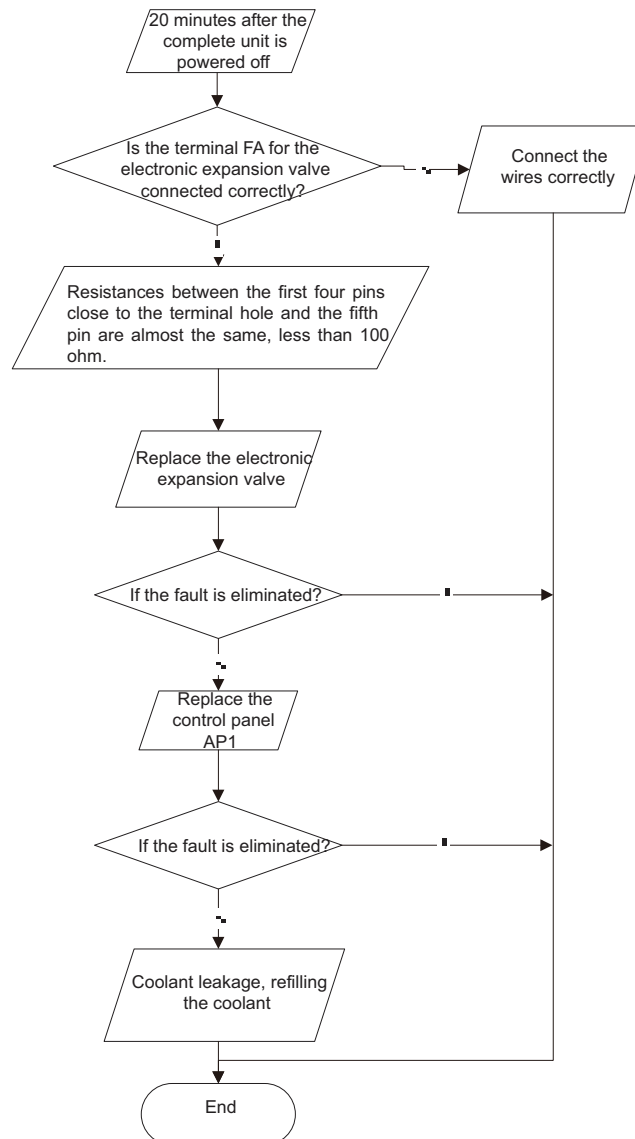 20 minutes after the
complete unit is
powered off
Is the terminal FA for the
electronic expansion valve
connected correctly?
Connect the
wires correctly
Resistances between the first four pins
close to the terminal hole and the fifth
pin are almost the same, less than 100
ohm.
Replace the electronic
expansion valve
If the fault is eliminated?
Replace the
control panel
AP1
If the fault is eliminated?
Coolant leakage, refilling
the coolant
End